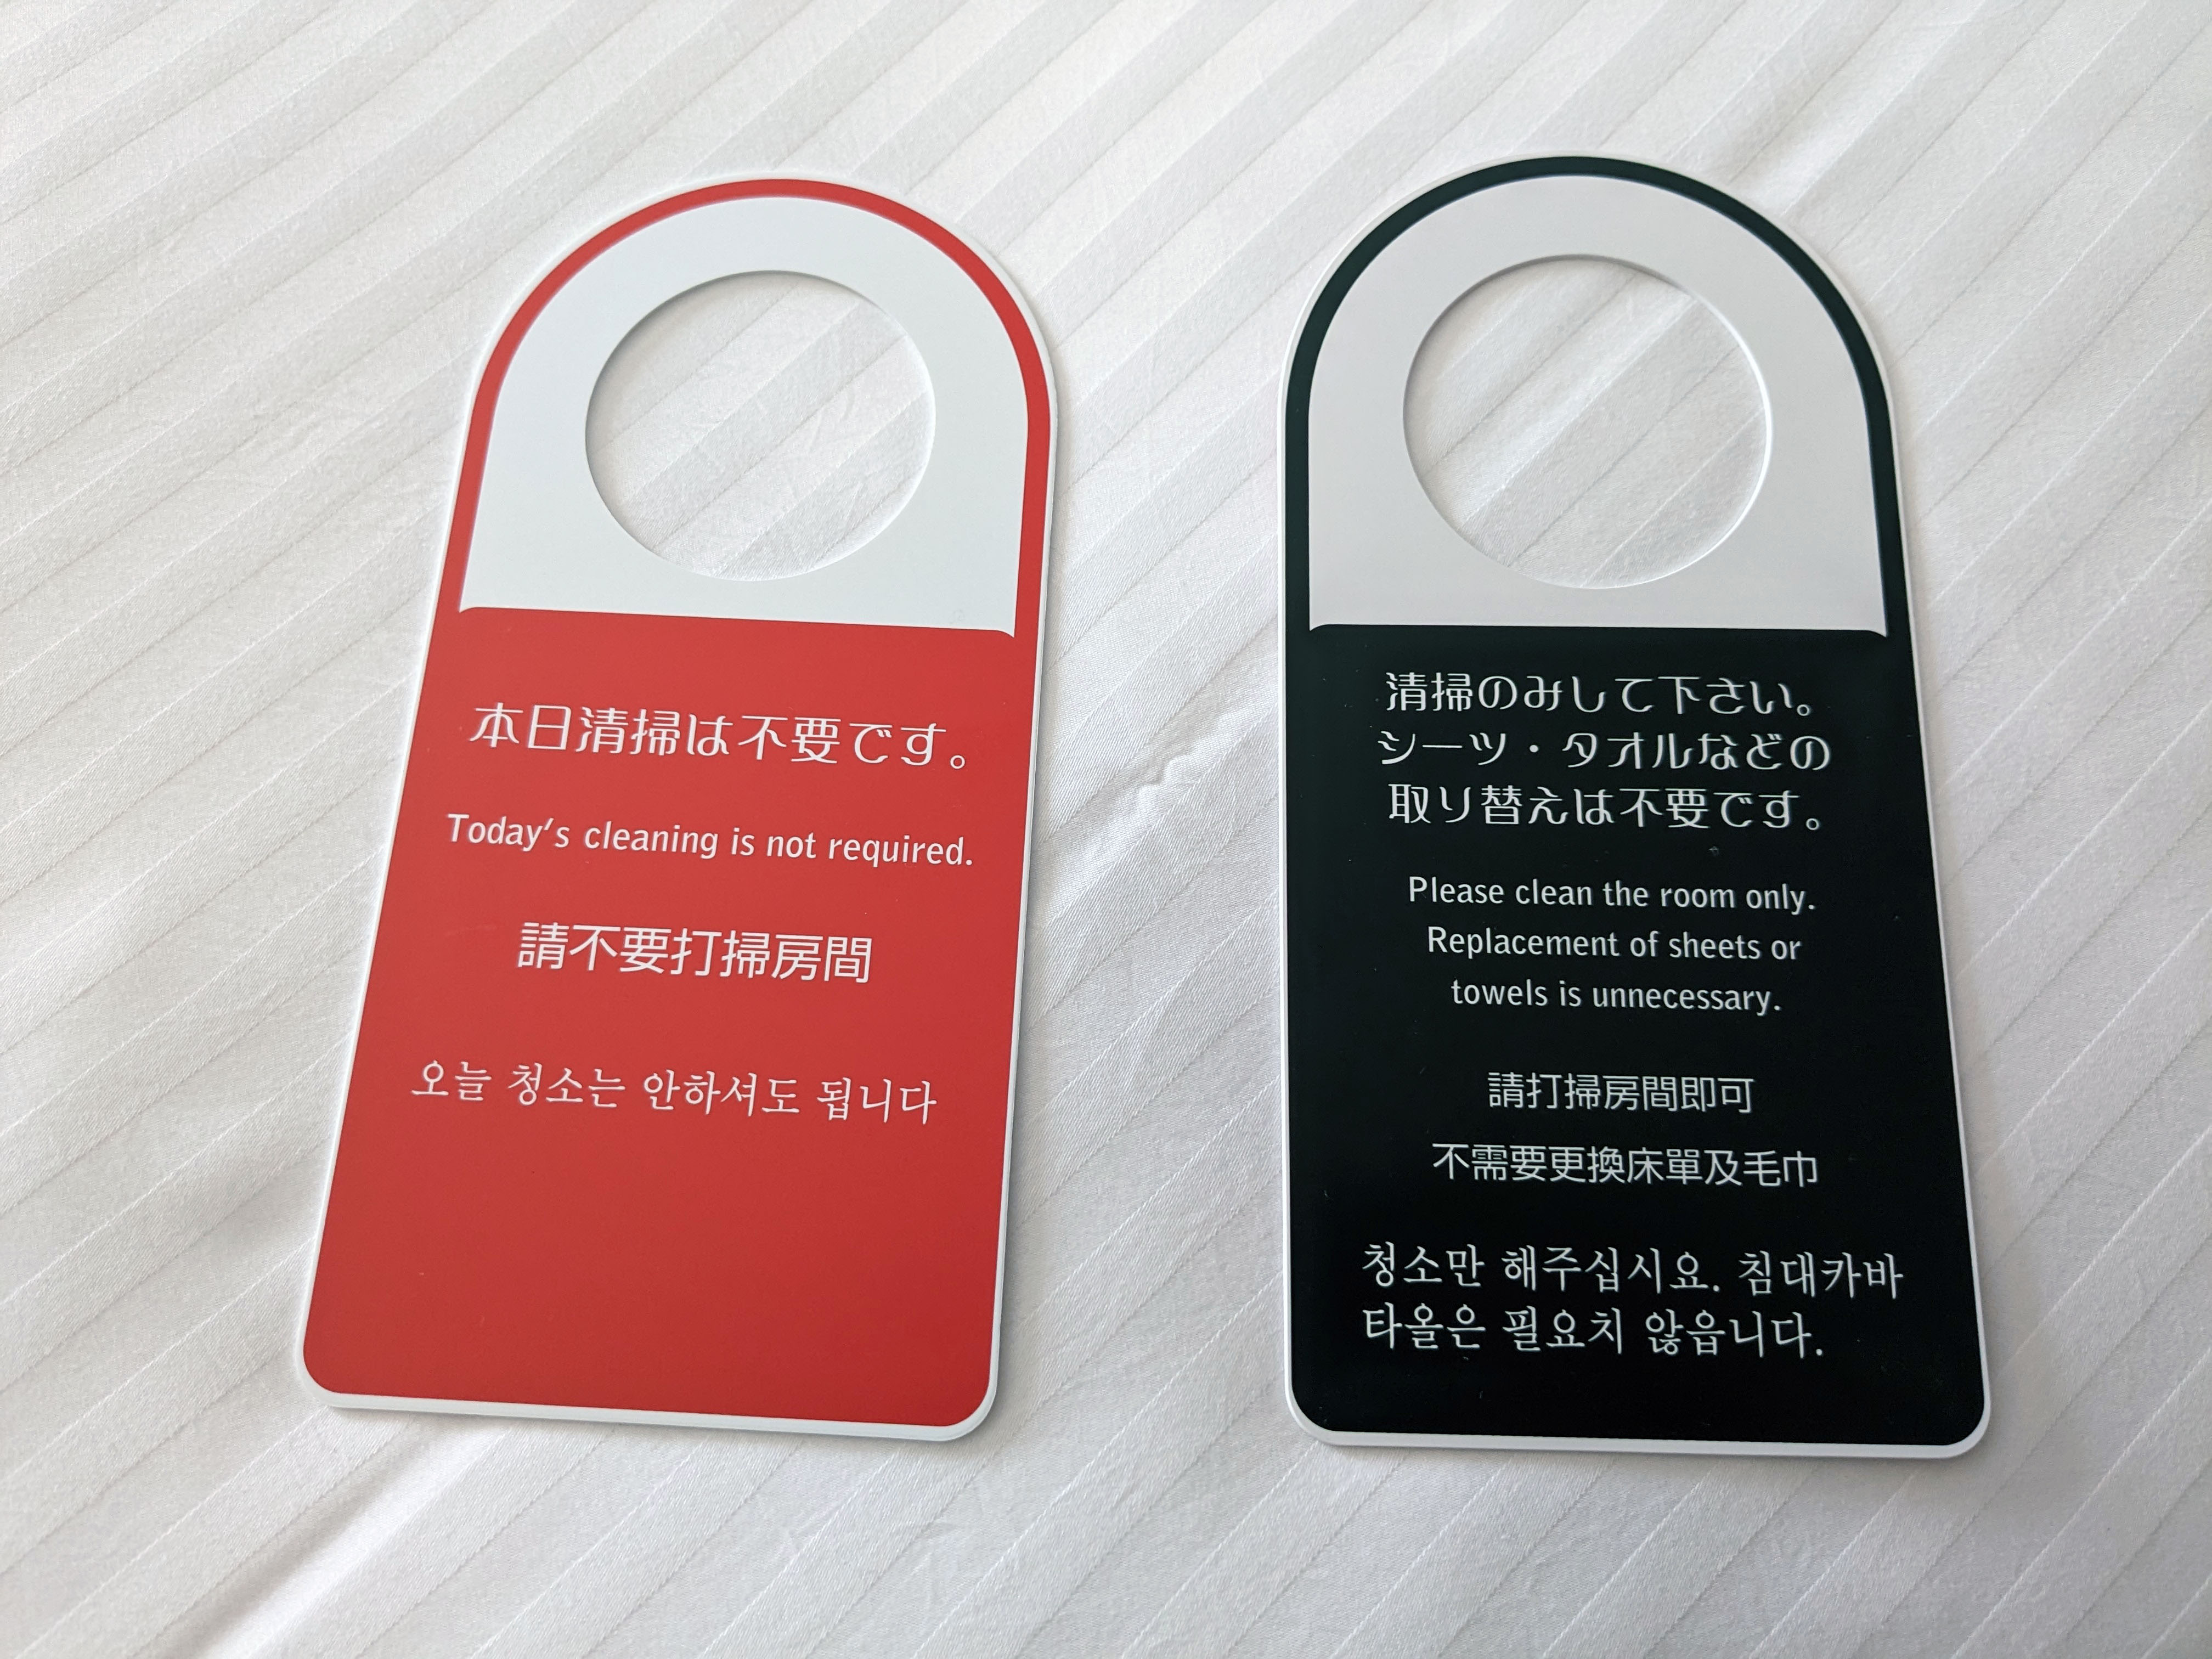 本日清掃は不要です。
Today's cleaning is not required.
請不要打掃房間
오늘 청소는 안하셔도 됩니다
清掃のみして下さい。
シーツ・タオルなどの
取り替えは不要です。
Please clean the room only.
Replacement of sheets or
towels is unnecessary.
請打掃房間即可
不需要更換床單及毛巾
청소만 해주십시요. 침대카바
타올은 필요치 않읍니다.